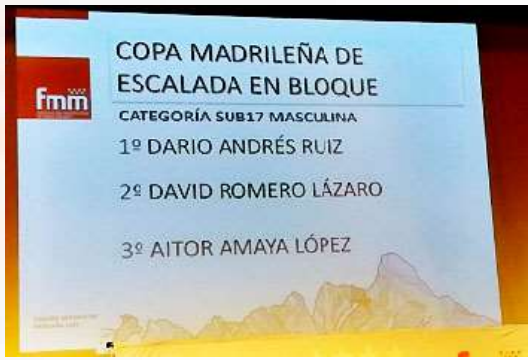 COPA MADRILEÑA DE
ESCALADA EN BLOQUE
fmm
CATEGORÍA SUB17 MASCULINA
1º DARIO ANDRÉS RUIZ
2º DAVID ROMERO LÁZARO
3º AITOR AMAYA LÓPEZ